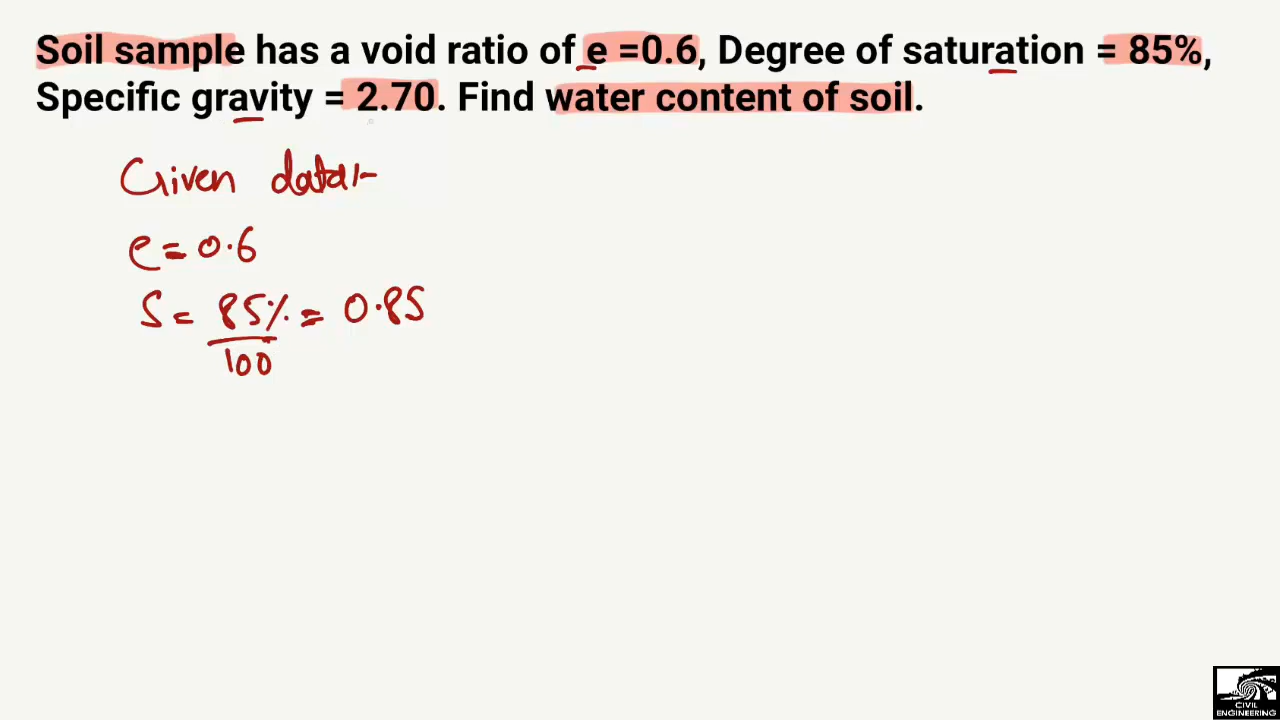 Soil sample has a void ratio of e =0.6, Degree of saturation = 85%,
Specific gravity = 2.70. Find water content of soil.
Given data:-
e = 0.6
S = 85% = 0.85
100
CIVIL
ENGINEERING